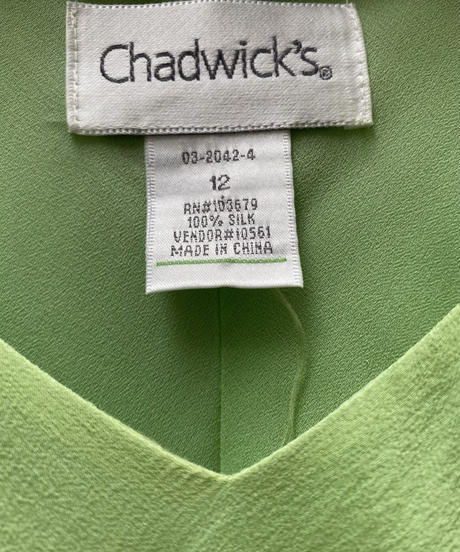 Chadwick's®
03-2042-4
12
RN#103679
100% SILK
VENDOR#10561
MADE IN CHINA